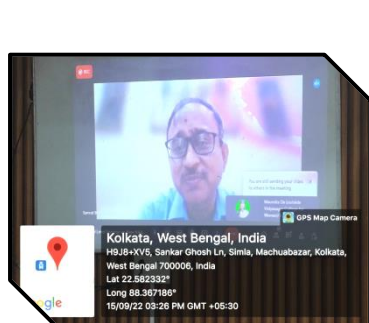 GPS Map Camera
Kolkata, West Bengal, India
H9J8+XV5, Sankar Ghosh Ln, Simla, Machuabazar, Kolkata,
West Bengal 700006, India
Lat 22.582332°
Long 88.367186°
15/09/22 03:26 PM GMT +05:30
gle